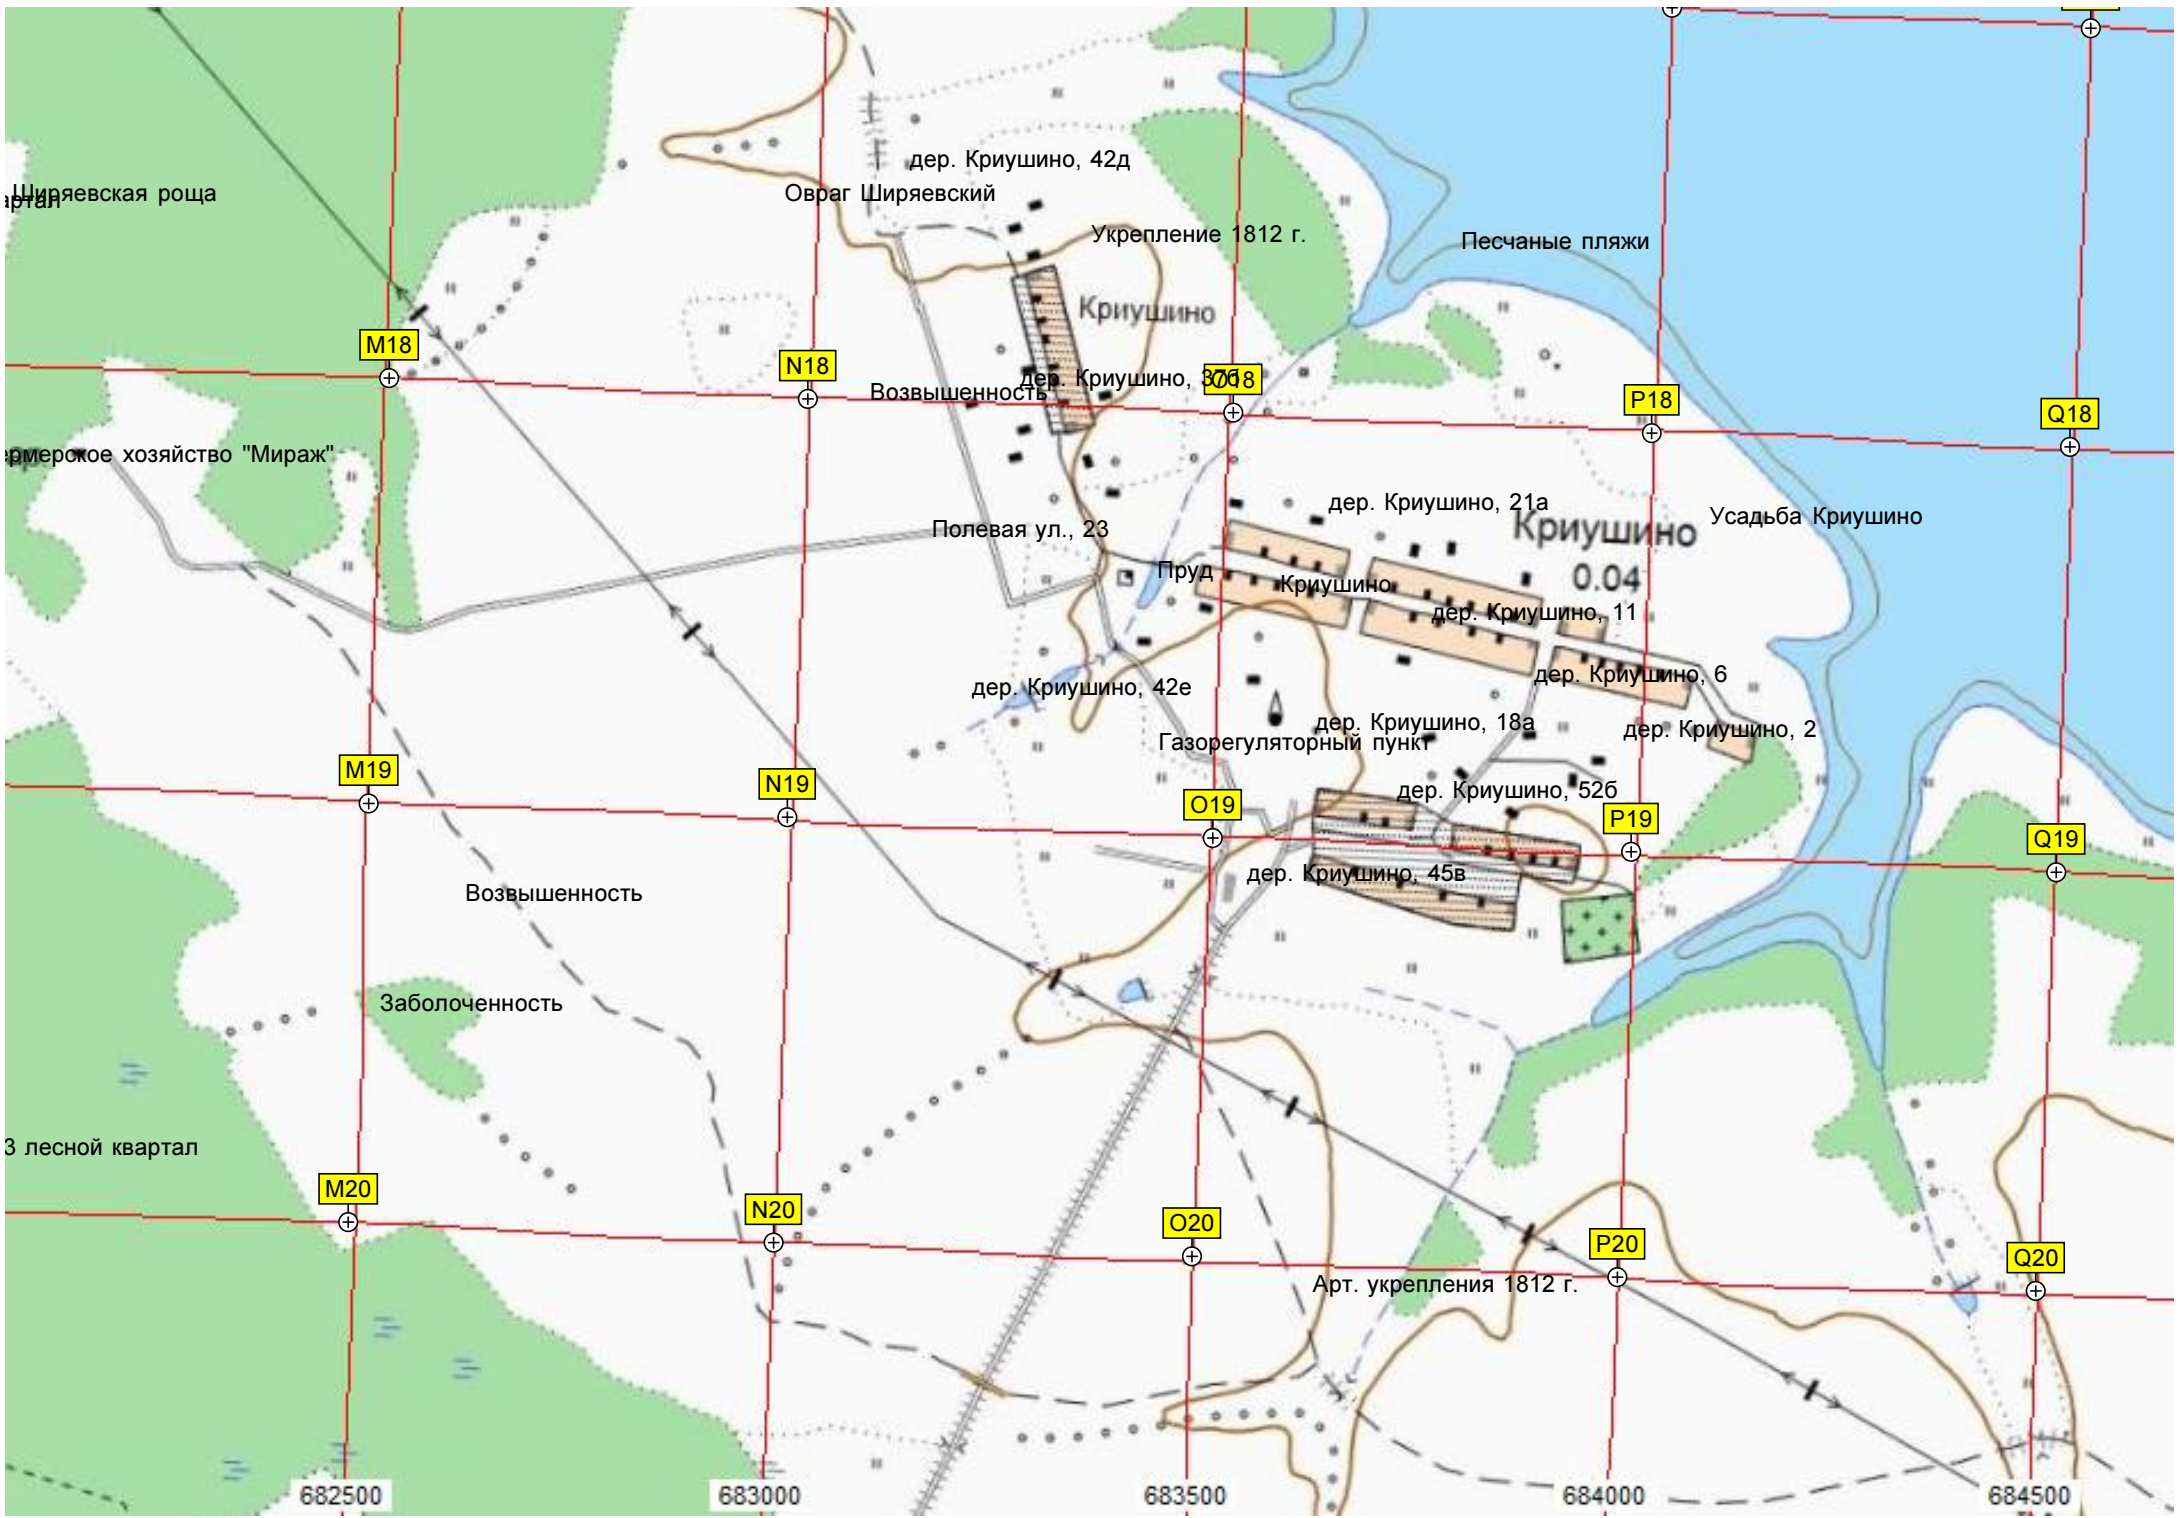 дер. Криушино, 42д
Ширяевская роща
Овраг Ширяевский
Укрепление 1812 г.
Песчаные пляжи
Криушино
M18
N18
дер. Криушино, 37б
O18
Возвышенность
P18
Q18
хозяйство "Мираж"
дер. Криушино, 21а
Криушино
0.04
Усадьба Криушино
Полевая ул., 23
Пруд
Криушино
дер. Криушино, 11
дер. Криушино, 42е
дер. Криушино, 6
дер. Криушино, 18а
дер. Криушино, 2
Газорегуляторный пункт
M19
N19
дер. Криушино, 52б
O19
P19
Q19
дер. Криушино, 45в
Возвышенность
Заболоченность
3 лесной квартал
M20
N20
O20
P20
Q20
Арт. укрепления 1812 г.
682500
683000
683500
684000
684500